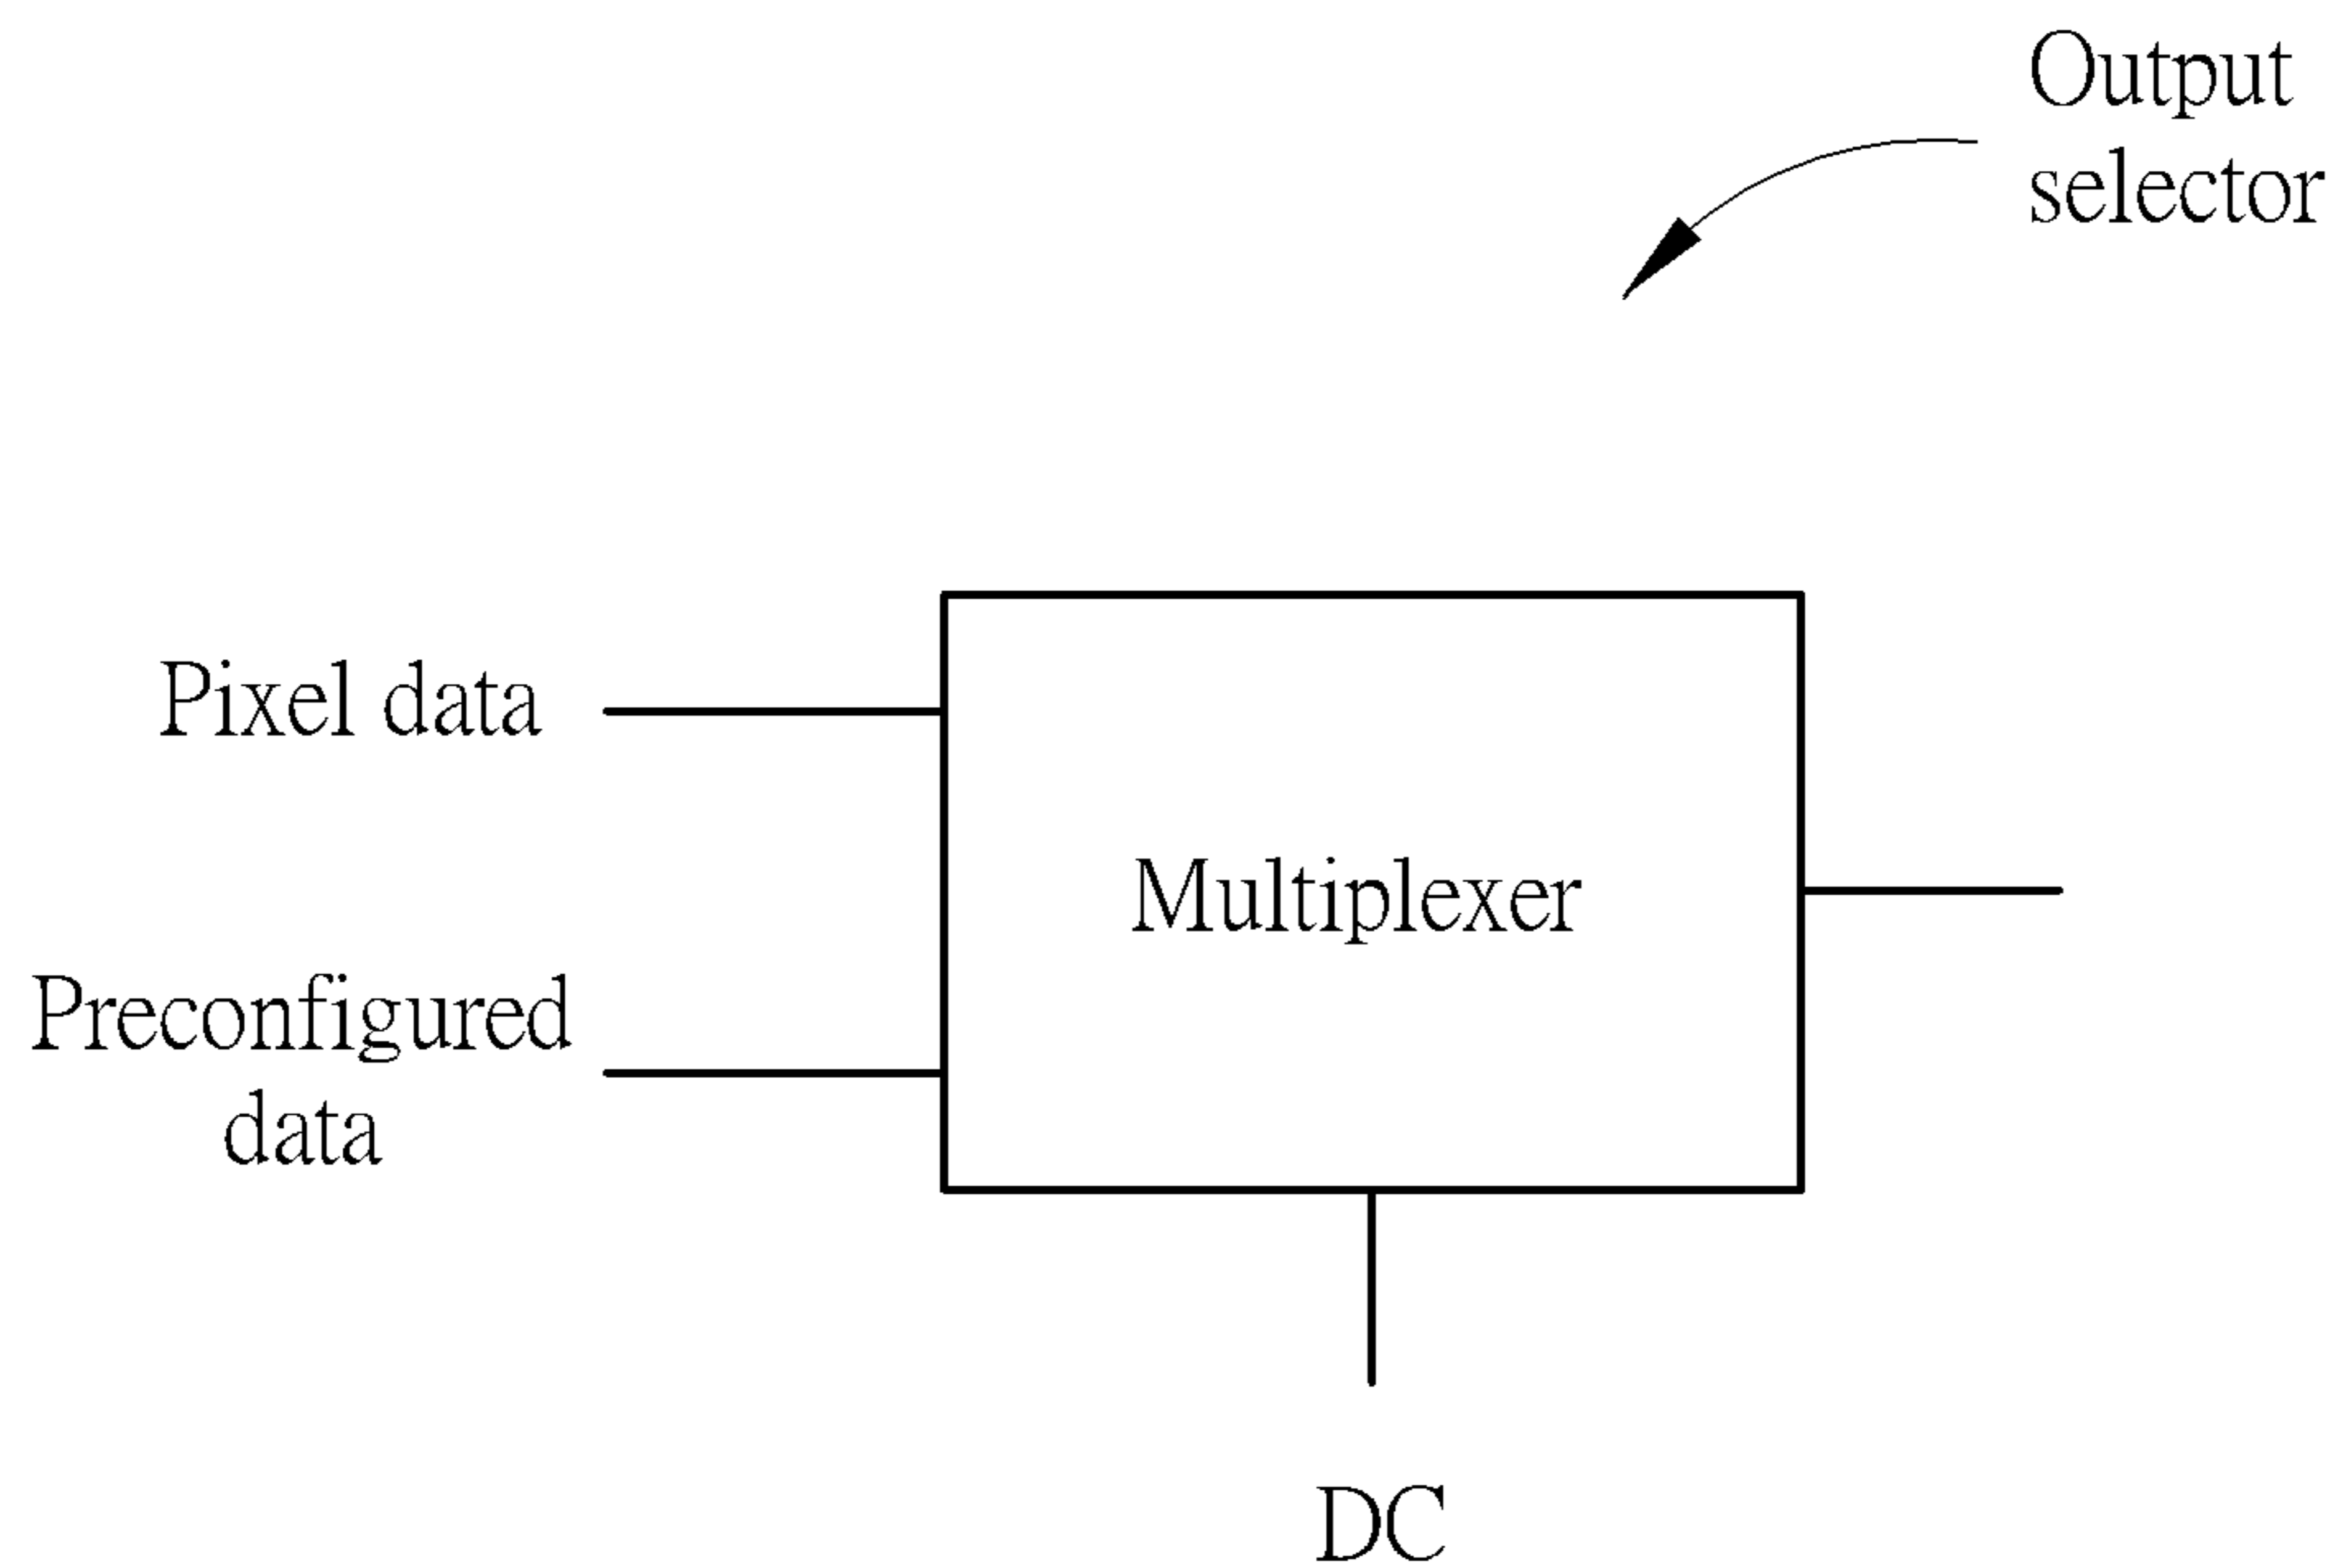 Output
selector
Pixel data
Multiplexer
Preconfigured
data
DC